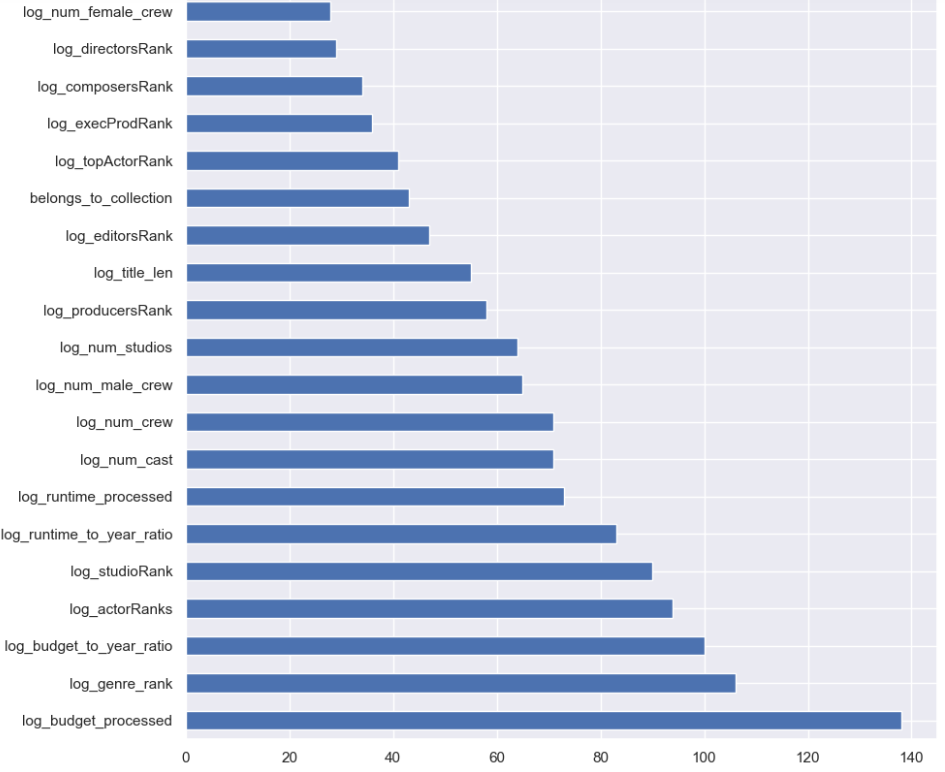 log_num_female_crew
log_directorsRank
log_composersRank
log_execProdRank
log_topActorRank
belongs_to_collection
log_editorsRank
log_title_len
log_producersRank
log_num_studios
log_num_male_crew
log_num_crew
log_num_cast
log_runtime_processed
log_runtime_to_year_ratio
log_studioRank
log_actorRanks
log_budget_to_year_ratio
log_genre_rank
log_budget_processed
0 20 40 60 80 100 120 140